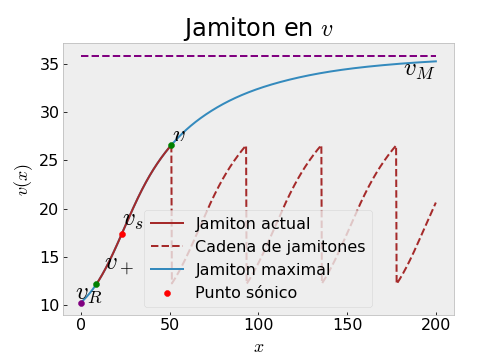 Jamiton en v
35
30
25
20
15
10
v(x)
v_M
v
v_s
v_+
v_R
Jamiton actual
Cadena de jamitones
Jamiton maximal
Punto sónico
0 50 100 150 200
x